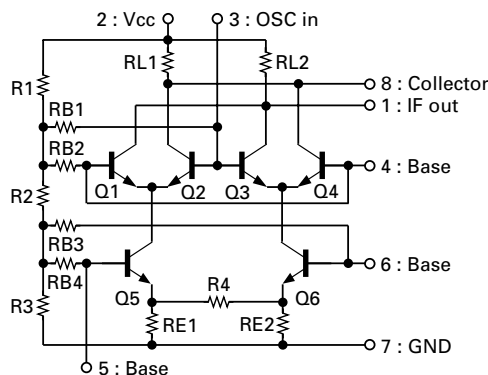 2 : Vcc
3 : OSC in
RL1
RL2
R1
8 : Collector
1 : IF out
RB1
RB2
Q1
Q2
Q3
Q4
4 : Base
R2
RB3
6 : Base
RB4
Q5
R4
Q6
R3
RE1
RE2
7 : GND
5 : Base